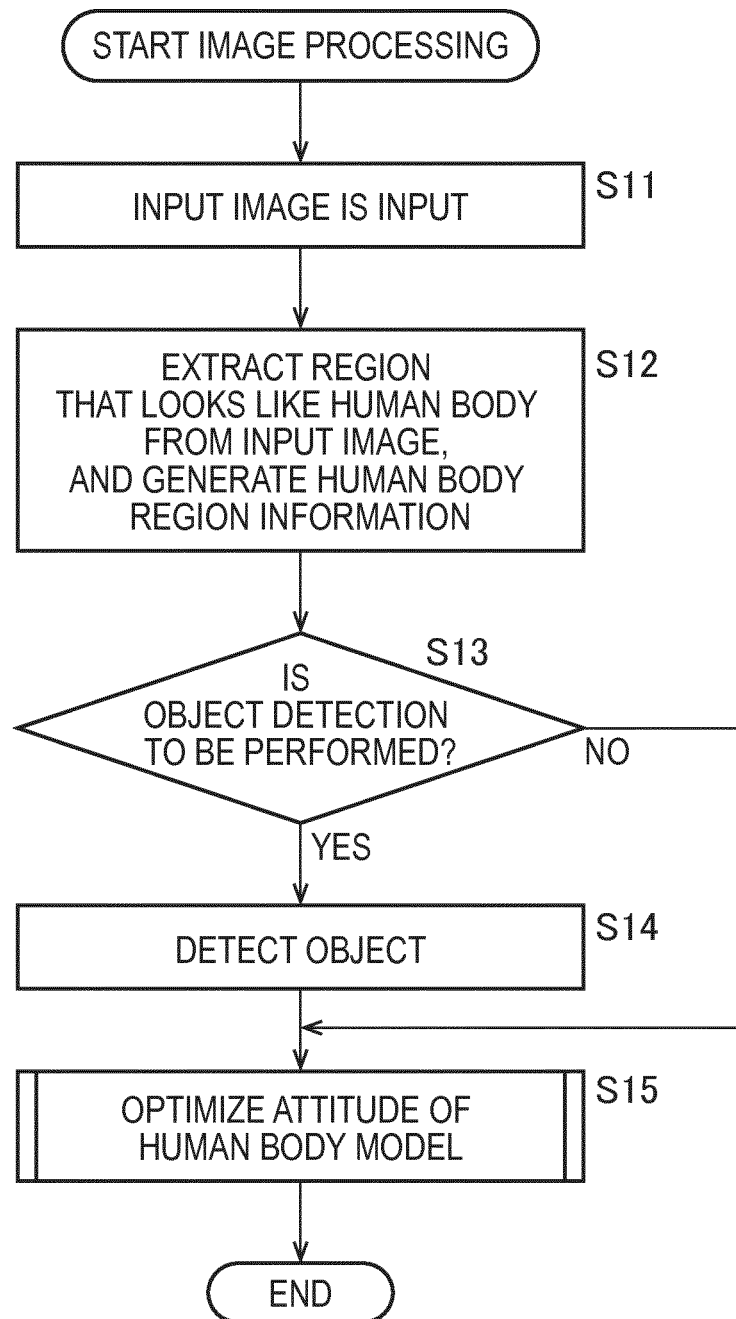 START IMAGE PROCESSING
S11
INPUT IMAGE IS INPUT
S12
EXTRACT REGION
THAT LOOKS LIKE HUMAN BODY
FROM INPUT IMAGE,
AND GENERATE HUMAN BODY
REGION INFORMATION
S13
IS
OBJECT DETECTION
TO BE PERFORMED?
NO
YES
S14
DETECT OBJECT
S15
OPTIMIZE ATTITUDE OF
HUMAN BODY MODEL
END